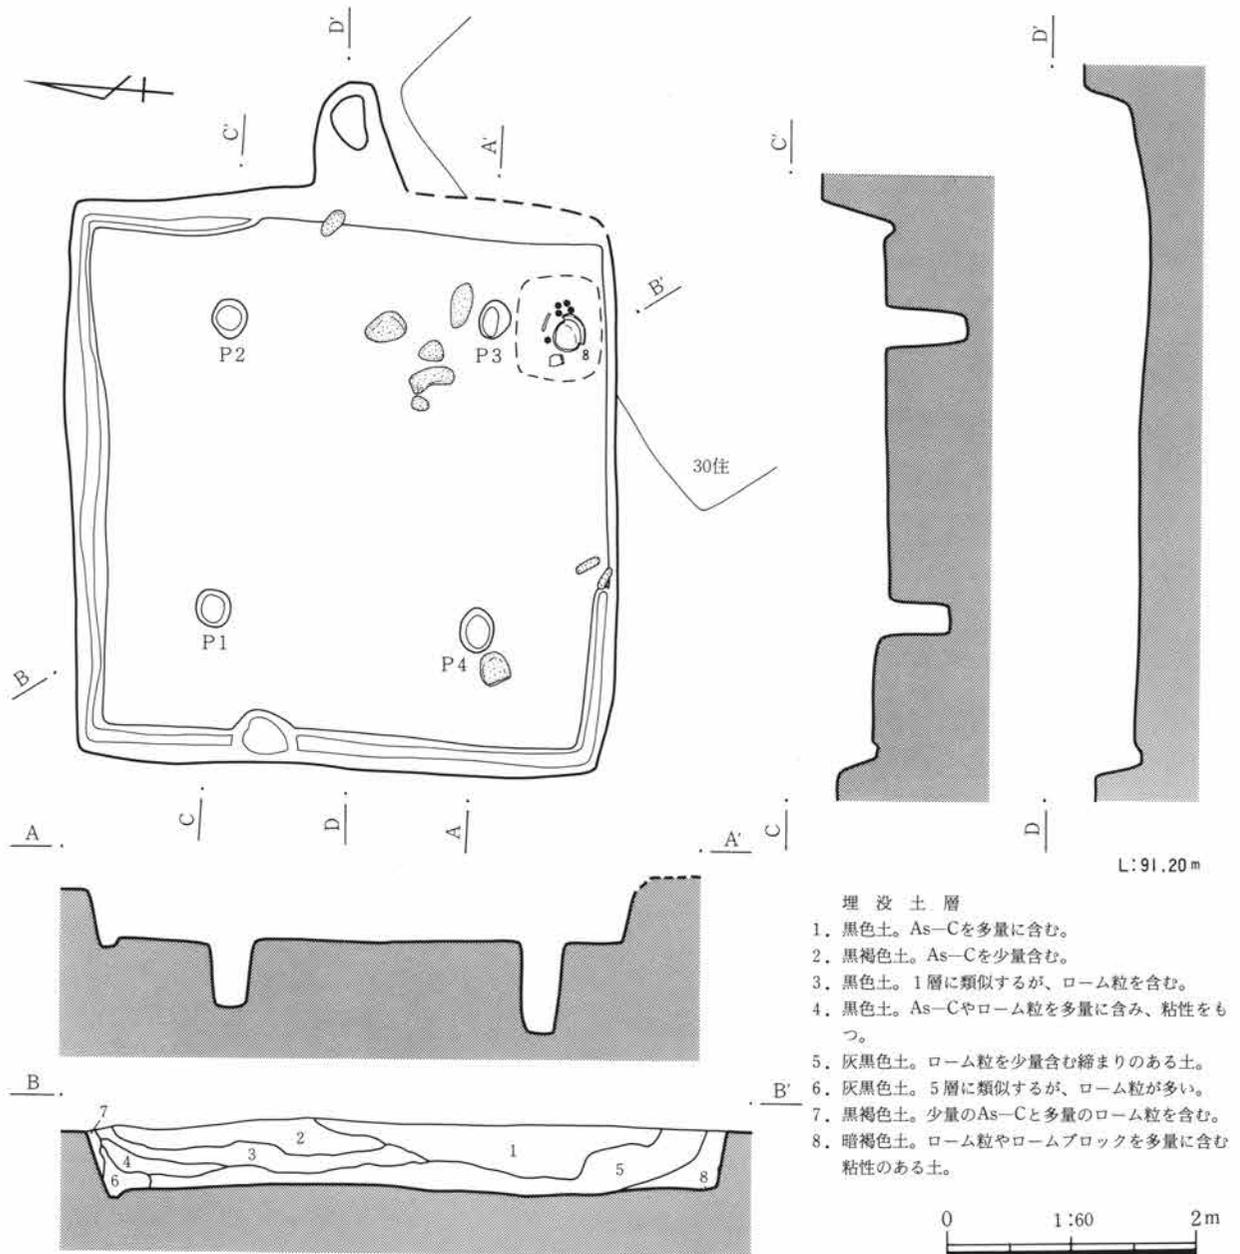 D'
D'
C'
A'
C'
B'
P2
P3
8
30住
P1
P4
B
C
D
A
C
D
A
A'
L:91.20m
B
B'
7
2
1
3
4
5
6
8
埋没土層
1. 黒色土。As—Cを多量に含む。
2. 黒褐色土。As—Cを少量含む。
3. 黒色土。1層に類似するが、ローム粒を含む。
4. 黒色土。As—Cやローム粒を多量に含み、粘性をも
つ。
5. 灰黒色土。ローム粒を少量含む締まりのある土。
6. 灰黒色土。5層に類似するが、ローム粒が多い。
7. 黒褐色土。少量のAs—Cと多量のローム粒を含む。
8. 暗褐色土。ローム粒やロームブロックを多量に含む
粘性のある土。
0 1:60 2m